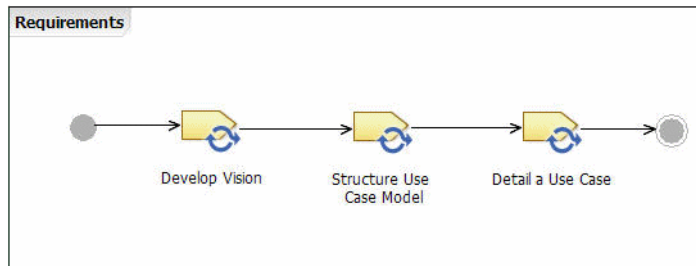 Requirements
Develop Vision
Structure Use
Case Model
Detail a Use Case